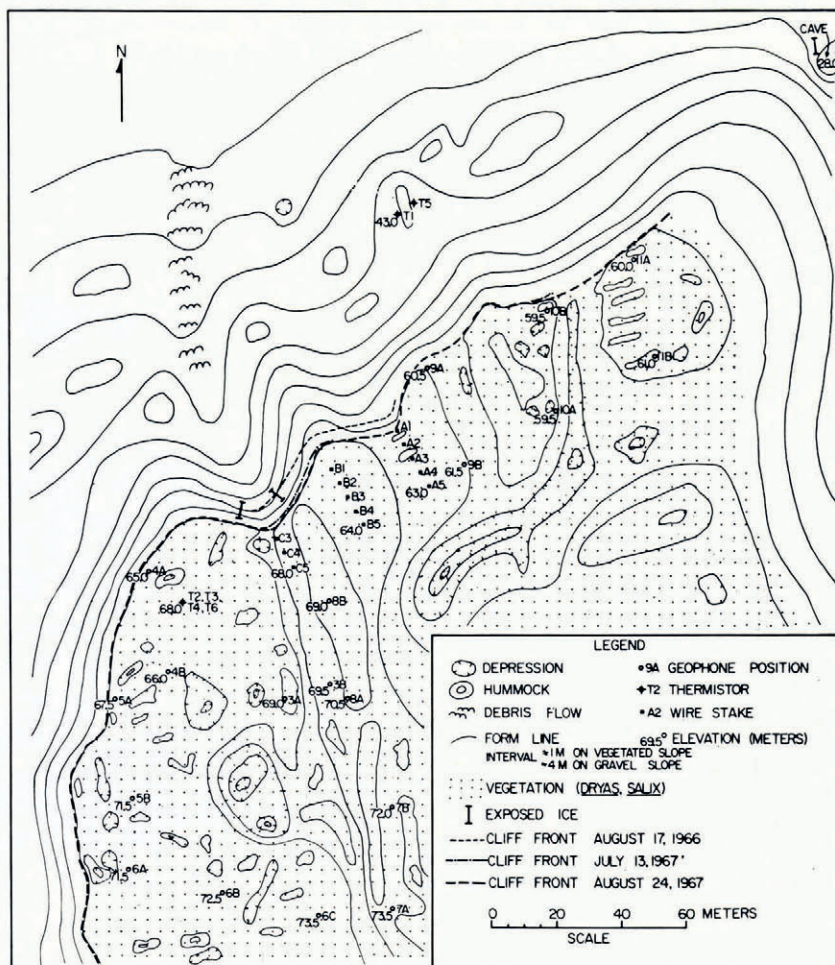 CAVE
I
28.0
N
T5
T1
43.0
11A
60.0
10B
59.5
11B
61.0
9A
60.5
10A
59.5
A1
A2
A3
A4
A5
63.0
9B
61.5
B1
B2
B3
B4
B5
64.0
C3
C4
C5
68.0
4A
65.0
T2,T3,
T4,T6
68.0
8B
69.0
4B
66.0
5A
67.5
3A
69.0
3B
69.5
8A
70.5
5B
71.5
7B
72.0
6A
71.5
6B
72.5
6C
73.5
7A
73.5
LEGEND
DEPRESSION
HUMMOCK
DEBRIS FLOW
FORM LINE
INTERVAL ≈1 M ON VEGETATED SLOPE
≈4 M ON GRAVEL SLOPE
9A GEOPHONE POSITION
T2 THERMISTOR
A2 WIRE STAKE
69.5° ELEVATION (METERS)
VEGETATION (DRYAS, SALIX)
I EXPOSED ICE
CLIFF FRONT AUGUST 17, 1966
CLIFF FRONT JULY 13, 1967
CLIFF FRONT AUGUST 24, 1967
0 20 40 60 METERS
SCALE